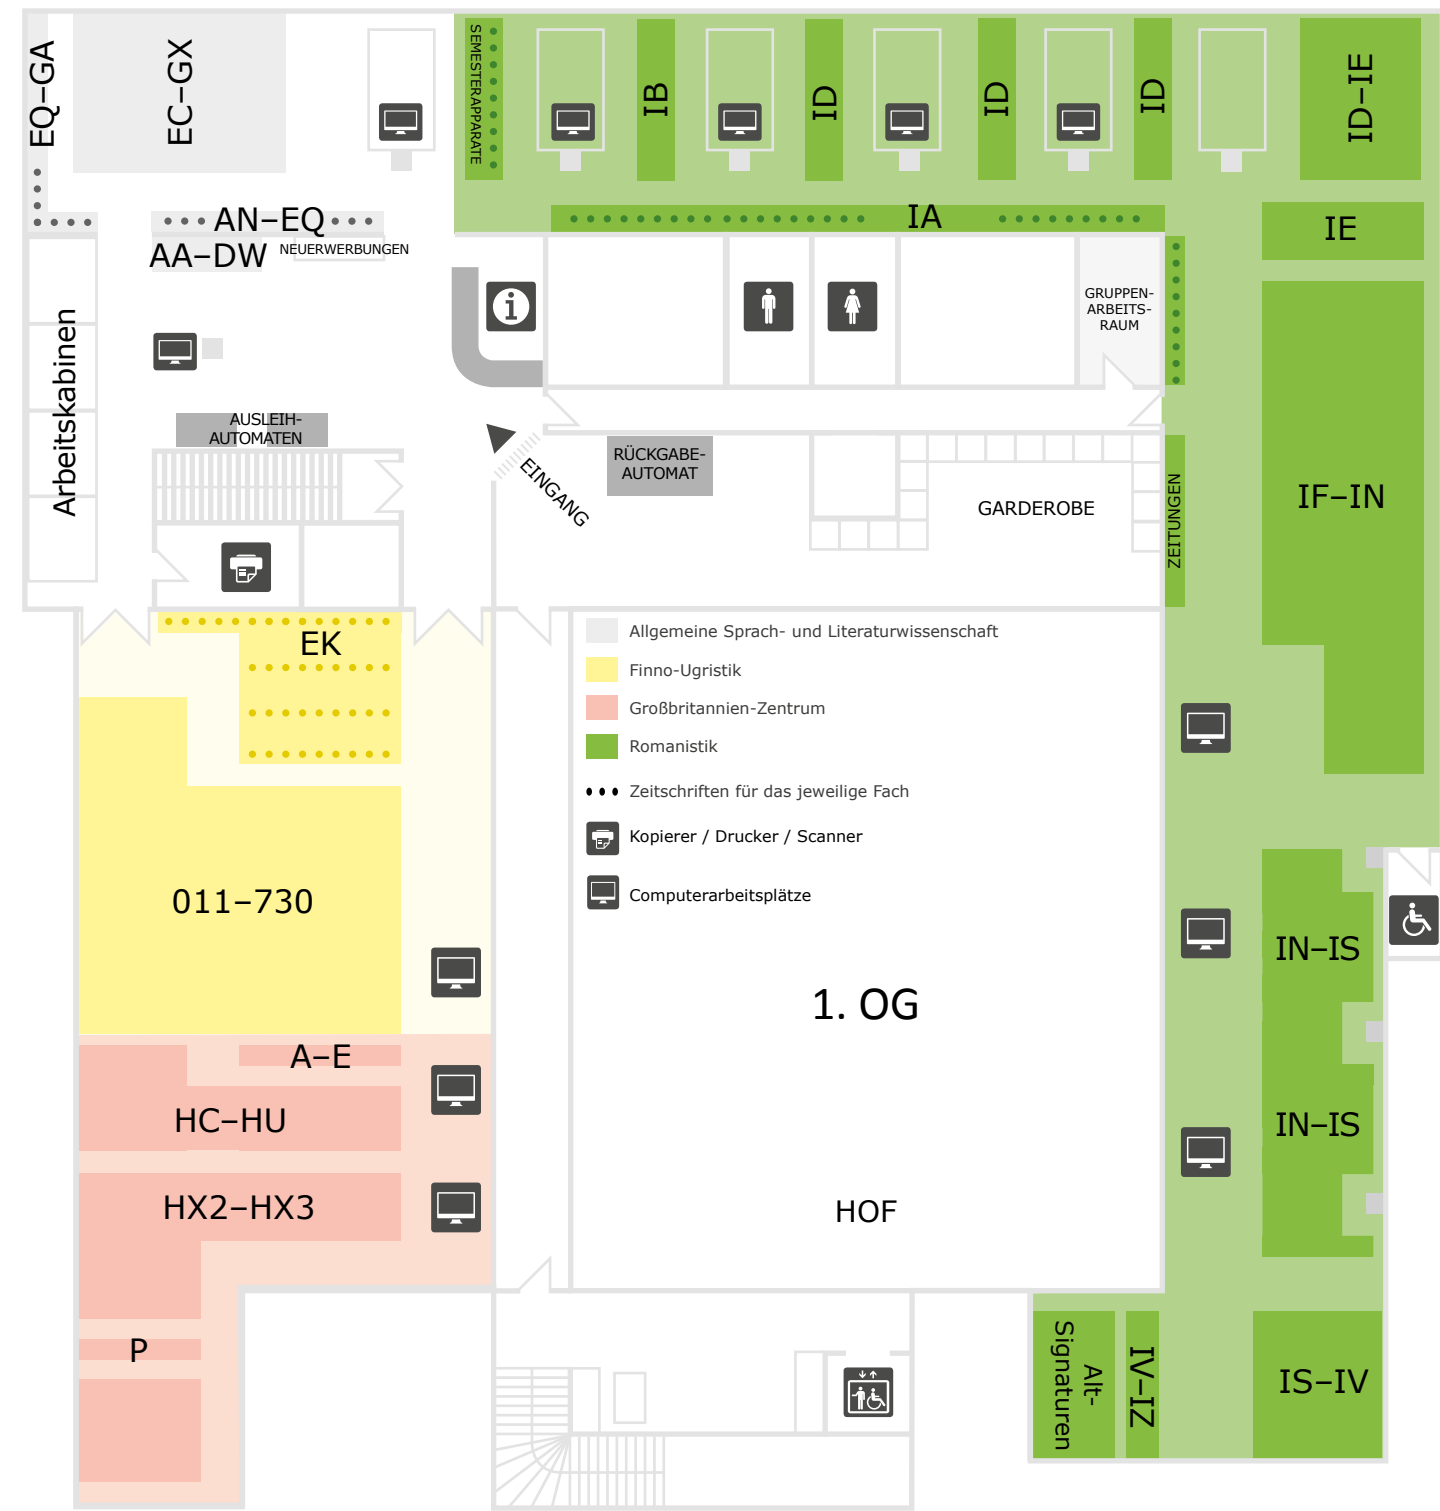 EQ–GA
EC–GX
SEMESTERAPPARATE
IB
ID
ID
ID
ID–IE
AN–EQ
IA
IE
AA–DW
NEUERWERBUNGEN
GRUPPEN-
ARBEITS-
RAUM
Arbeitskabinen
AUSLEIH-
AUTOMATEN
EINGANG
RÜCKGABE-
AUTOMAT
GARDEROBE
ZEITUNGEN
IF–IN
EK
Allgemeine Sprach- und Literaturwissenschaft
Finno-Ugristik
Großbritannien-Zentrum
Romanistik
Zeitschriften für das jeweilige Fach
Kopierer / Drucker / Scanner
Computerarbeitsplätze
011–730
IN–IS
1. OG
A–E
HC–HU
IN–IS
HX2–HX3
HOF
P
Alt-
Signaturen
IV–IZ
IS–IV